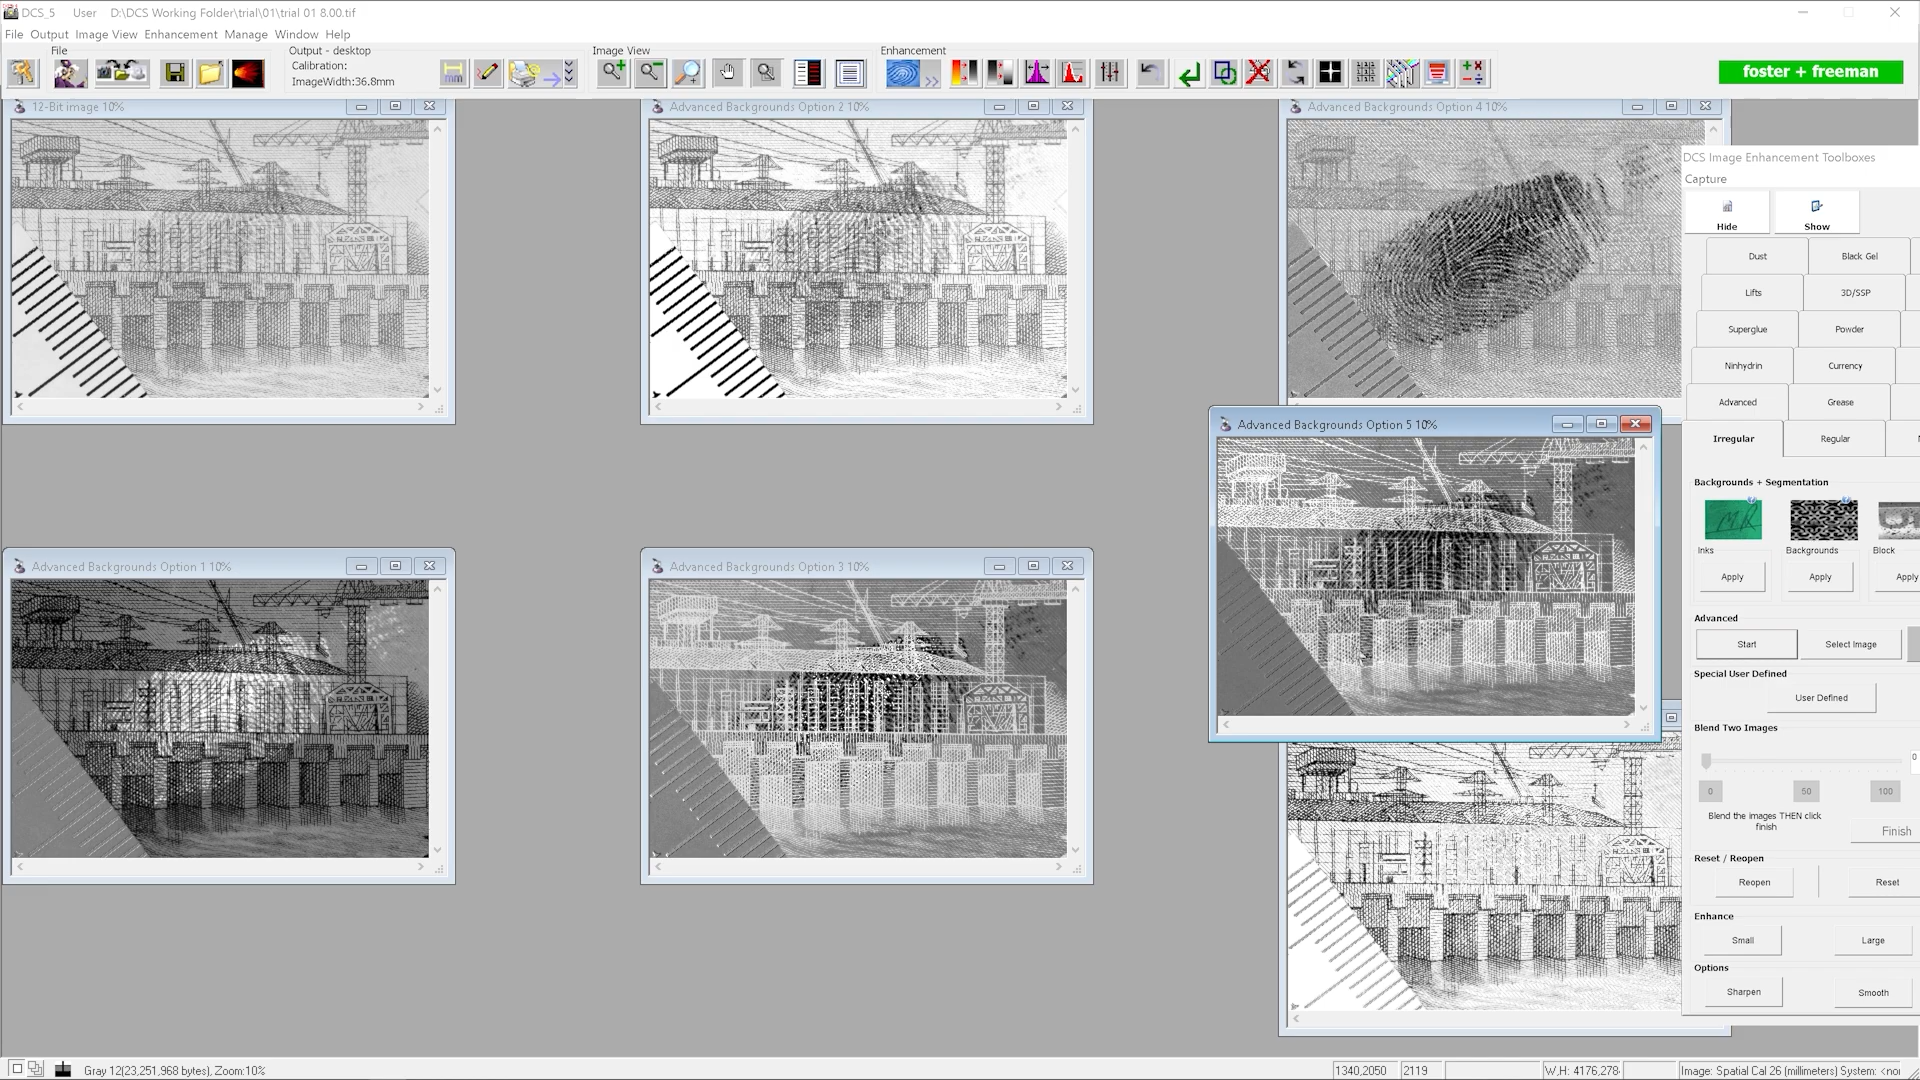 DCS_5 User D:\DCS Working Folder\trial\01\trial 01 8.00.tif
File Output Image View Enhancement Manage Window Help
File
Output - desktop
Calibration:
ImageWidth:36.8mm
Image View
Enhancement
foster + freeman
12-Bit image 10%
Advanced Backgrounds Option 2 10%
Advanced Backgrounds Option 4 10%
Advanced Backgrounds Option 5 10%
Advanced Backgrounds Option 1 10%
Advanced Backgrounds Option 3 10%
DCS Image Enhancement Toolboxes
Capture
Hide Show
Dust Black Gel
Lifts 3D/SSP
Superglue Powder
Ninhydrin Currency
Advanced Grease
Irregular Regular
Backgrounds + Segmentation
Inks Backgrounds Block
Apply Apply Apply
Advanced
Start Select Image
Special User Defined
User Defined
Blend Two Images
0
0 50 100
Blend the images THEN click
finish
Finish
Reset / Reopen
Reopen Reset
Enhance
Small Large
Options
Sharpen Smooth
Gray 12(23,251,968 bytes), Zoom:10%
1340,2050 2119 W,H: 4176,278 Image: Spatial Cal 26 (millimeters) System: <no